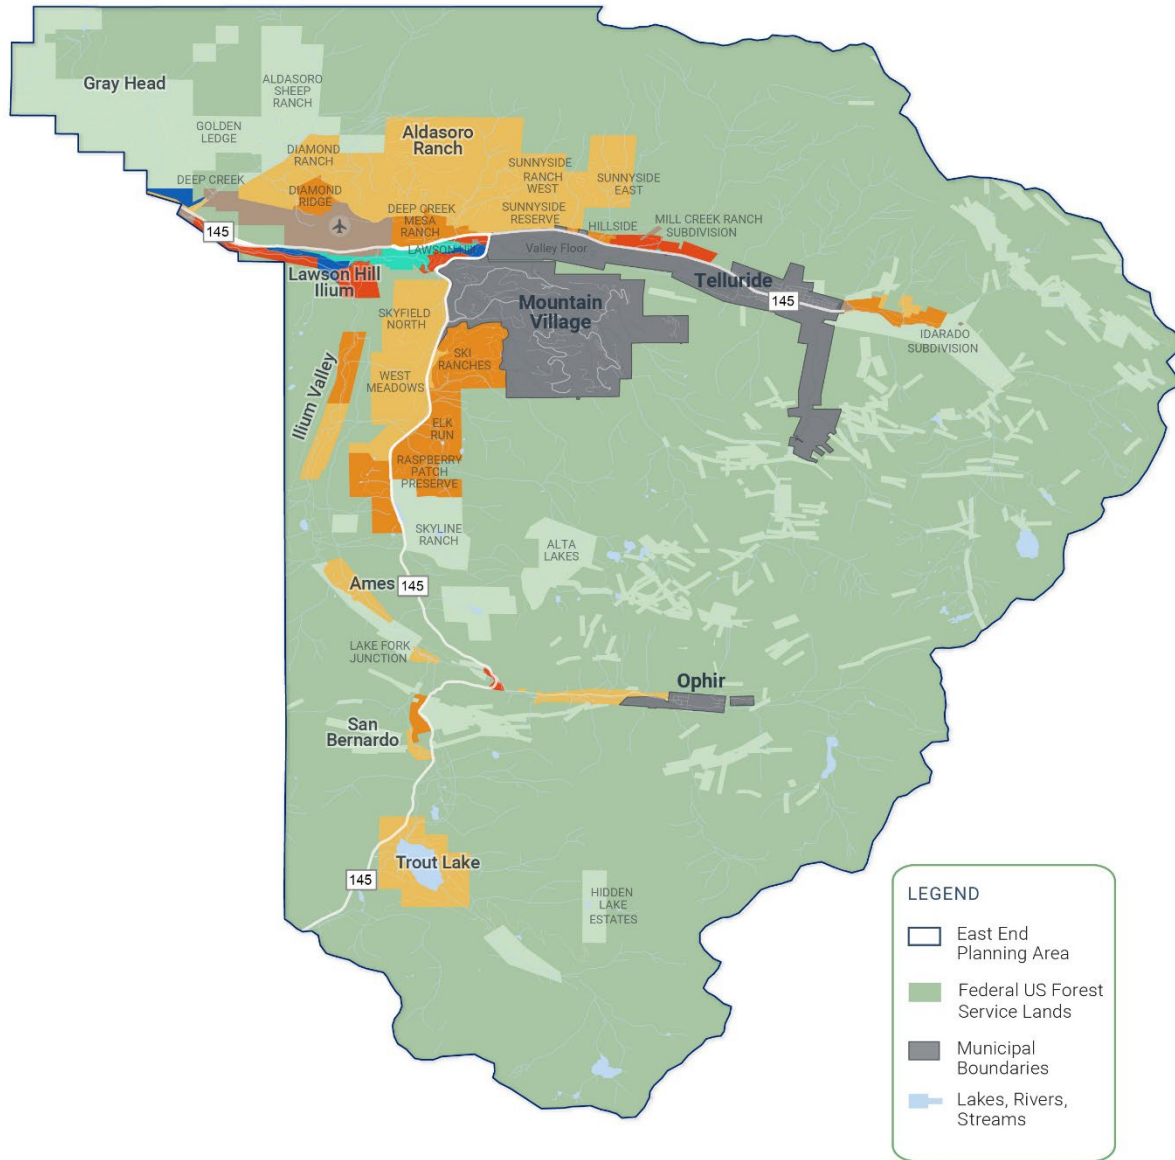 Gray Head
ALDASORO
SHEEP
RANCH
GOLDEN
LEDGE
Aldasoro
Ranch
DIAMOND
RANCH
SUNNYSIDE
RANCH
WEST
SUNNYSIDE
EAST
DEEP CREEK
DIAMOND
RIDGE
DEEP CREEK
MESA
RANCH
SUNNYSIDE
RESERVE
HILLSIDE
MILL CREEK RANCH
SUBDIVISION
145
LAWSON HILL
Valley Floor
Lawson Hill
Ilium
Telluride
145
Mountain
Village
SKYFIELD
NORTH
IDARADO
SUBDIVISION
SKI
RANCHES
WEST
MEADOWS
Ilium Valley
ELK
RUN
RASPBERRY
PATCH
PRESERVE
SKYLINE
RANCH
ALTA
LAKES
Ames
145
LAKE FORK
JUNCTION
Ophir
San
Bernardo
Trout Lake
145
HIDDEN
LAKE
ESTATES
LEGEND
East End
Planning Area
Federal US Forest
Service Lands
Municipal
Boundaries
Lakes, Rivers,
Streams